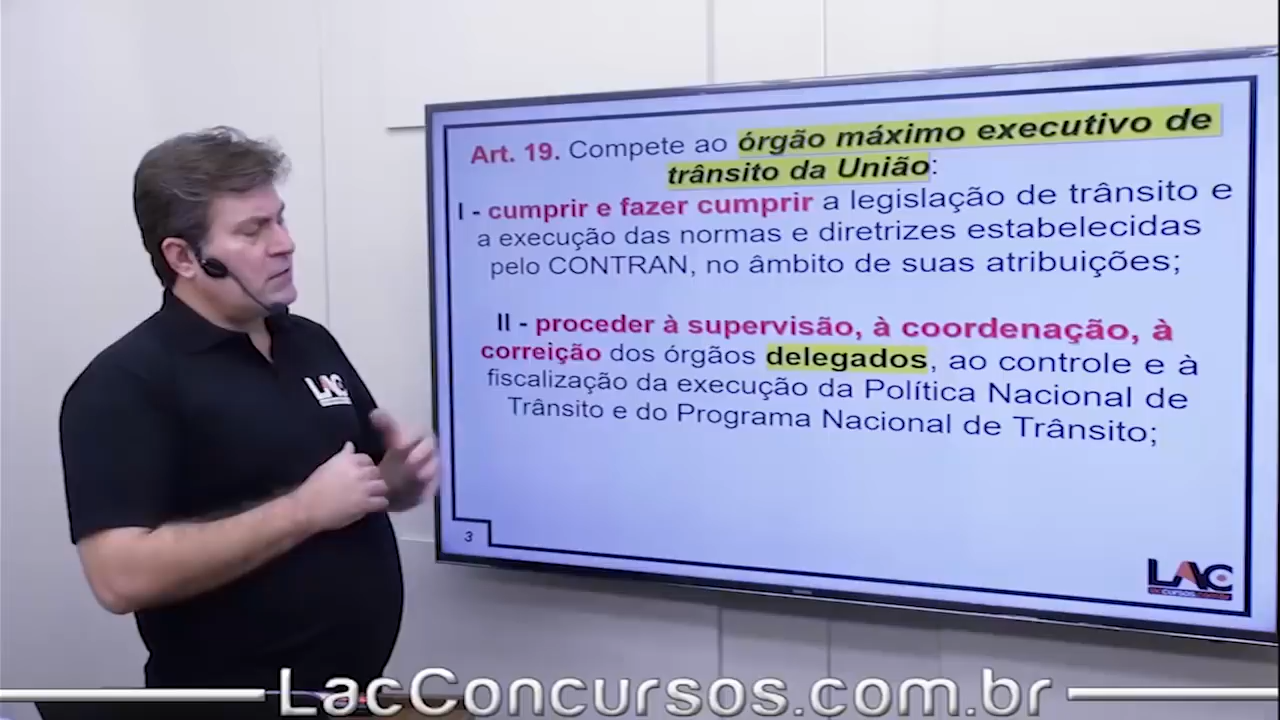 Art. 19. Compete ao órgão máximo executivo de
trânsito da União:
I - cumprir e fazer cumprir a legislação de trânsito e
a execução das normas e diretrizes estabelecidas
pelo CONTRAN, no âmbito de suas atribuições;
II - proceder à supervisão, à coordenação, à
correição dos órgãos delegados, ao controle e à
fiscalização da execução da Política Nacional de
Trânsito e do Programa Nacional de Trânsito;
3
LAC
LAC
LacConcursos.com.br